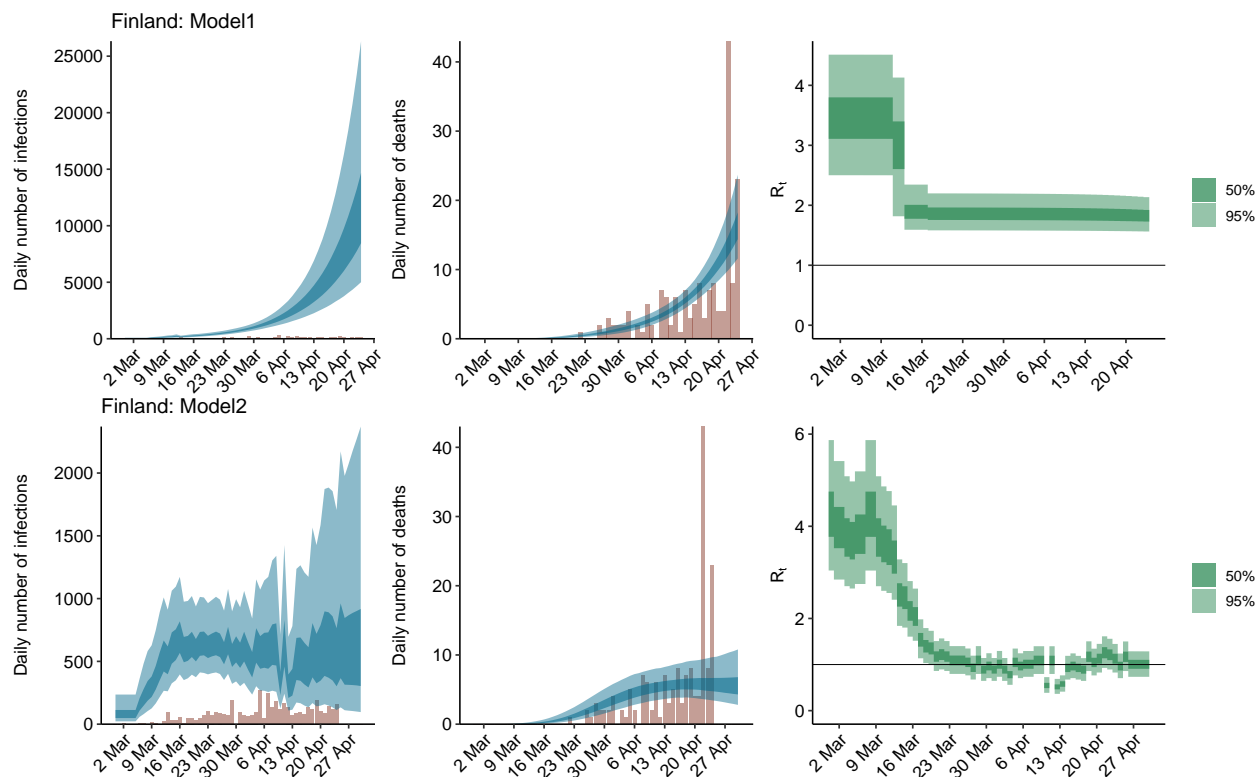 Finland: Model1
Daily number of infections
25000
20000
15000
10000
5000
0
2 Mar
9 Mar
16 Mar
23 Mar
30 Mar
6 Apr
13 Apr
20 Apr
27 Apr
Daily number of deaths
40
30
20
10
0
2 Mar
9 Mar
16 Mar
23 Mar
30 Mar
6 Apr
13 Apr
20 Apr
27 Apr
Rt
4
3
2
1
0
2 Mar
9 Mar
16 Mar
23 Mar
30 Mar
6 Apr
13 Apr
20 Apr
50%
95%
Finland: Model2
Daily number of infections
2000
1500
1000
500
0
2 Mar
9 Mar
16 Mar
23 Mar
30 Mar
6 Apr
13 Apr
20 Apr
27 Apr
Daily number of deaths
40
30
20
10
0
2 Mar
9 Mar
16 Mar
23 Mar
30 Mar
6 Apr
13 Apr
20 Apr
27 Apr
Rt
6
4
2
0
2 Mar
9 Mar
16 Mar
23 Mar
30 Mar
6 Apr
13 Apr
20 Apr
27 Apr
50%
95%